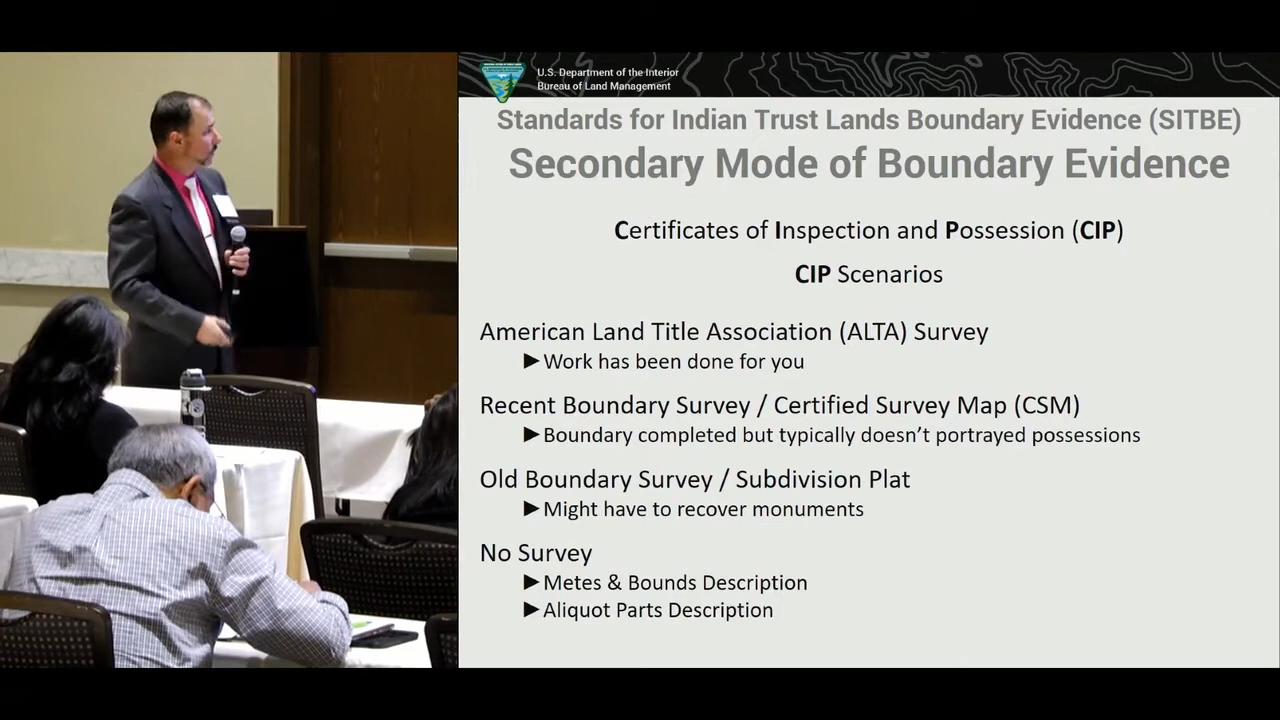 U.S. Department of the Interior
Bureau of Land Management
Standards for Indian Trust Lands Boundary Evidence (SITBE)
Secondary Mode of Boundary Evidence
Certificates of Inspection and Possession (CIP)
CIP Scenarios
American Land Title Association (ALTA) Survey
▶Work has been done for you
Recent Boundary Survey / Certified Survey Map (CSM)
▶Boundary completed but typically doesn’t portrayed possessions
Old Boundary Survey / Subdivision Plat
▶Might have to recover monuments
No Survey
▶Metes & Bounds Description
▶Aliquot Parts Description